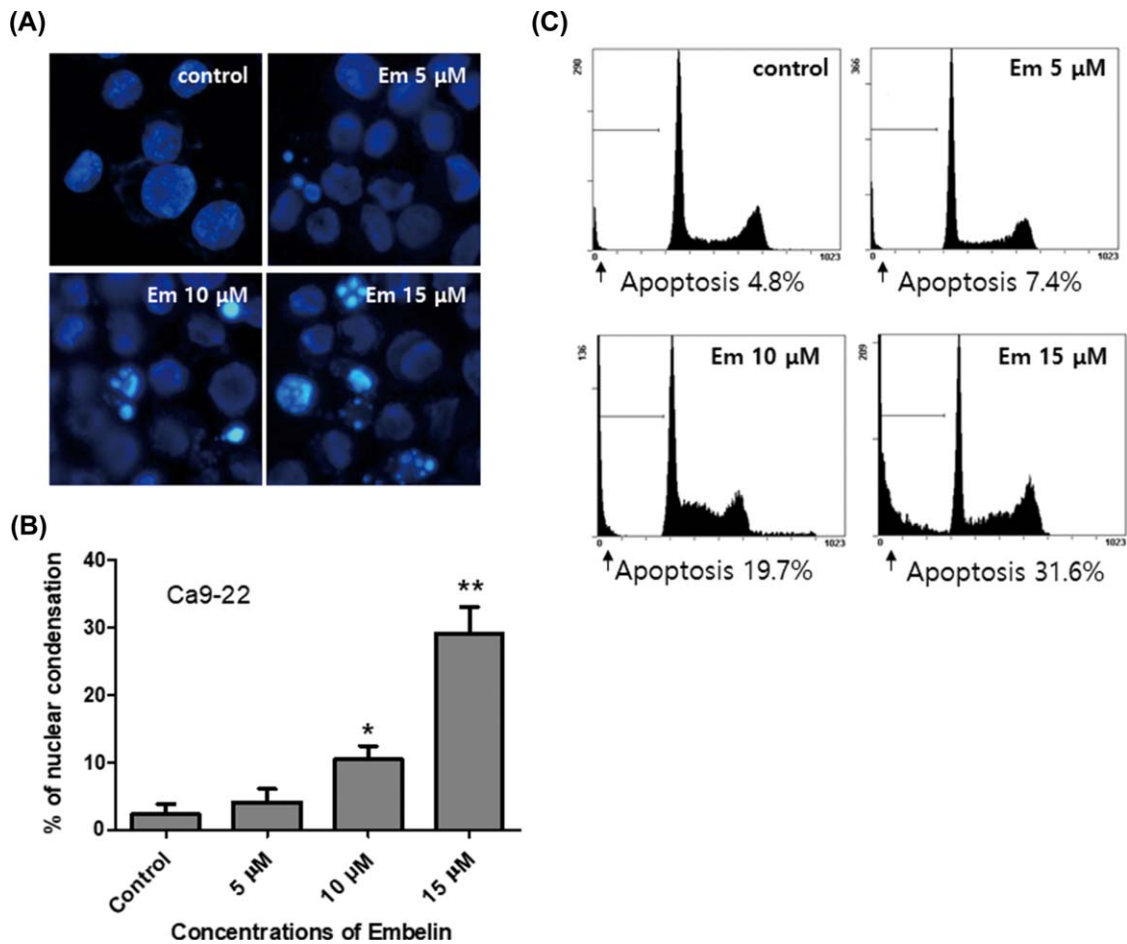 (A)
control
Em 5 µM
Em 10 µM
Em 15 µM
(B)
40
30
20
10
0
% of nuclear condensation
Ca9-22
*
**
Control
5 µM
10 µM
15 µM
Concentrations of Embelin
(C)
290
control
0
1023
Apoptosis 4.8%
366
Em 5 µM
0
1023
Apoptosis 7.4%
136
Em 10 µM
0
1023
Apoptosis 19.7%
209
Em 15 µM
0
1023
Apoptosis 31.6%